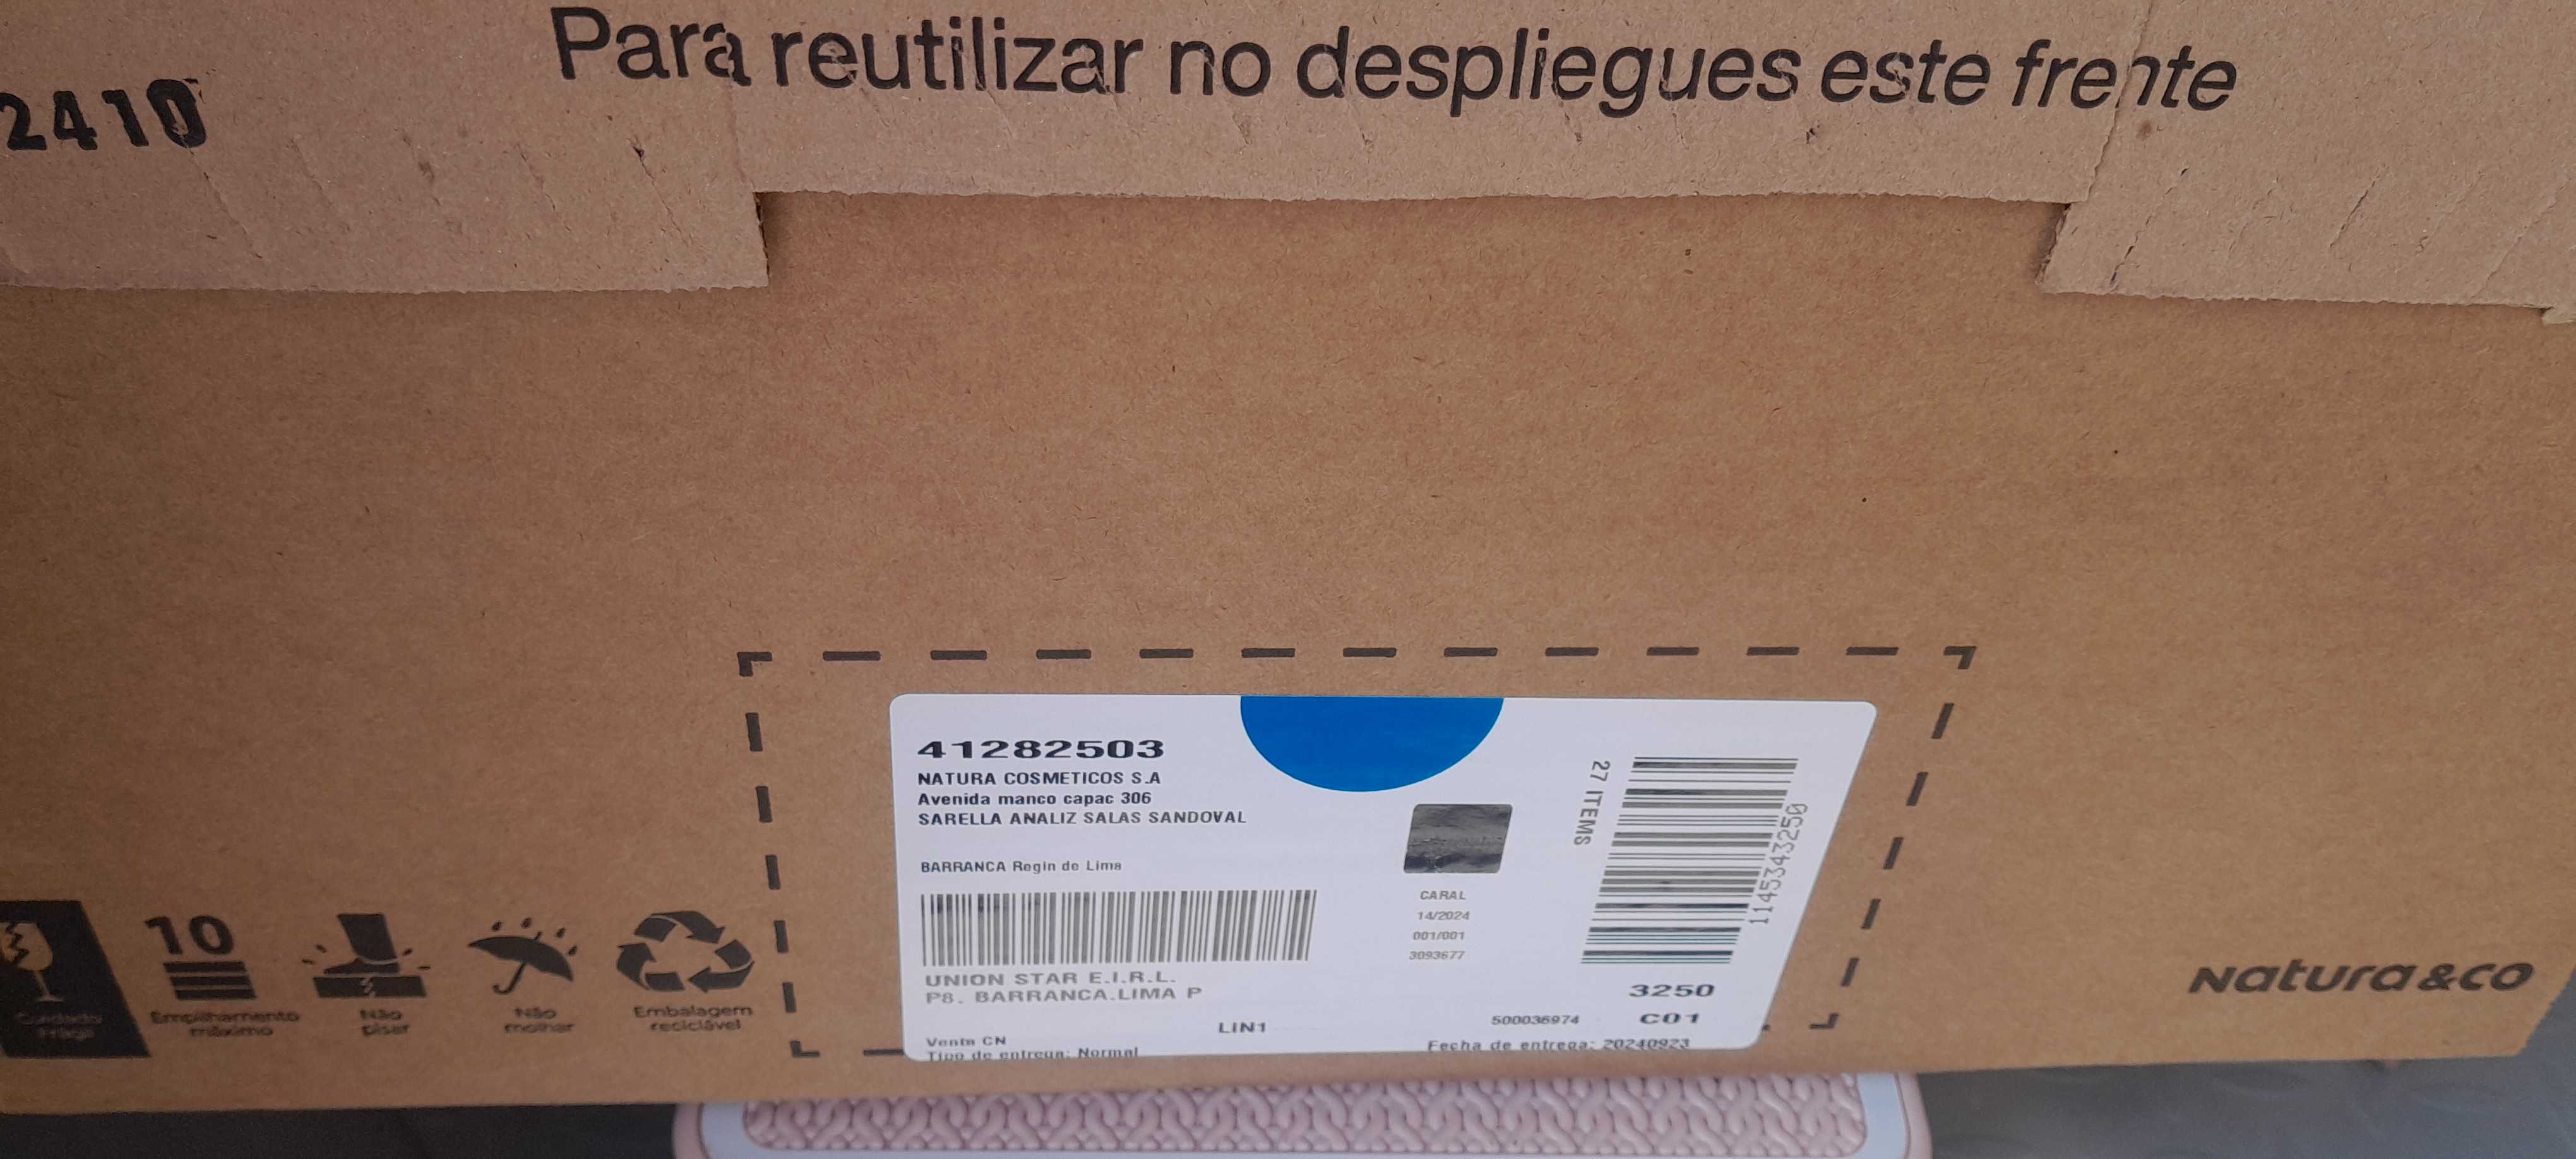 Para reutilizar no despliegues este frente
2410
41282503
NATURA COSMETICOS S.A
Avenida manco capac 306
SARELLA ANALIZ SALAS SANDOVAL
BARRANCA Regin de Lima
UNION STAR E.I.R.L.
P8. BARRANCA.LIMA P
LIN1
Venta CN
Tipo de entrega: Normal
CARAL
14/2024
001/001
3093677
27 ITEMS
11453433250
3250
500036974
C01
Fecha de entrega: 20240923
Cuidado
Frágil
10
Empilhamento
máximo
Não
pisar
Não
molhar
Embalagem
reciclável
Natura&co